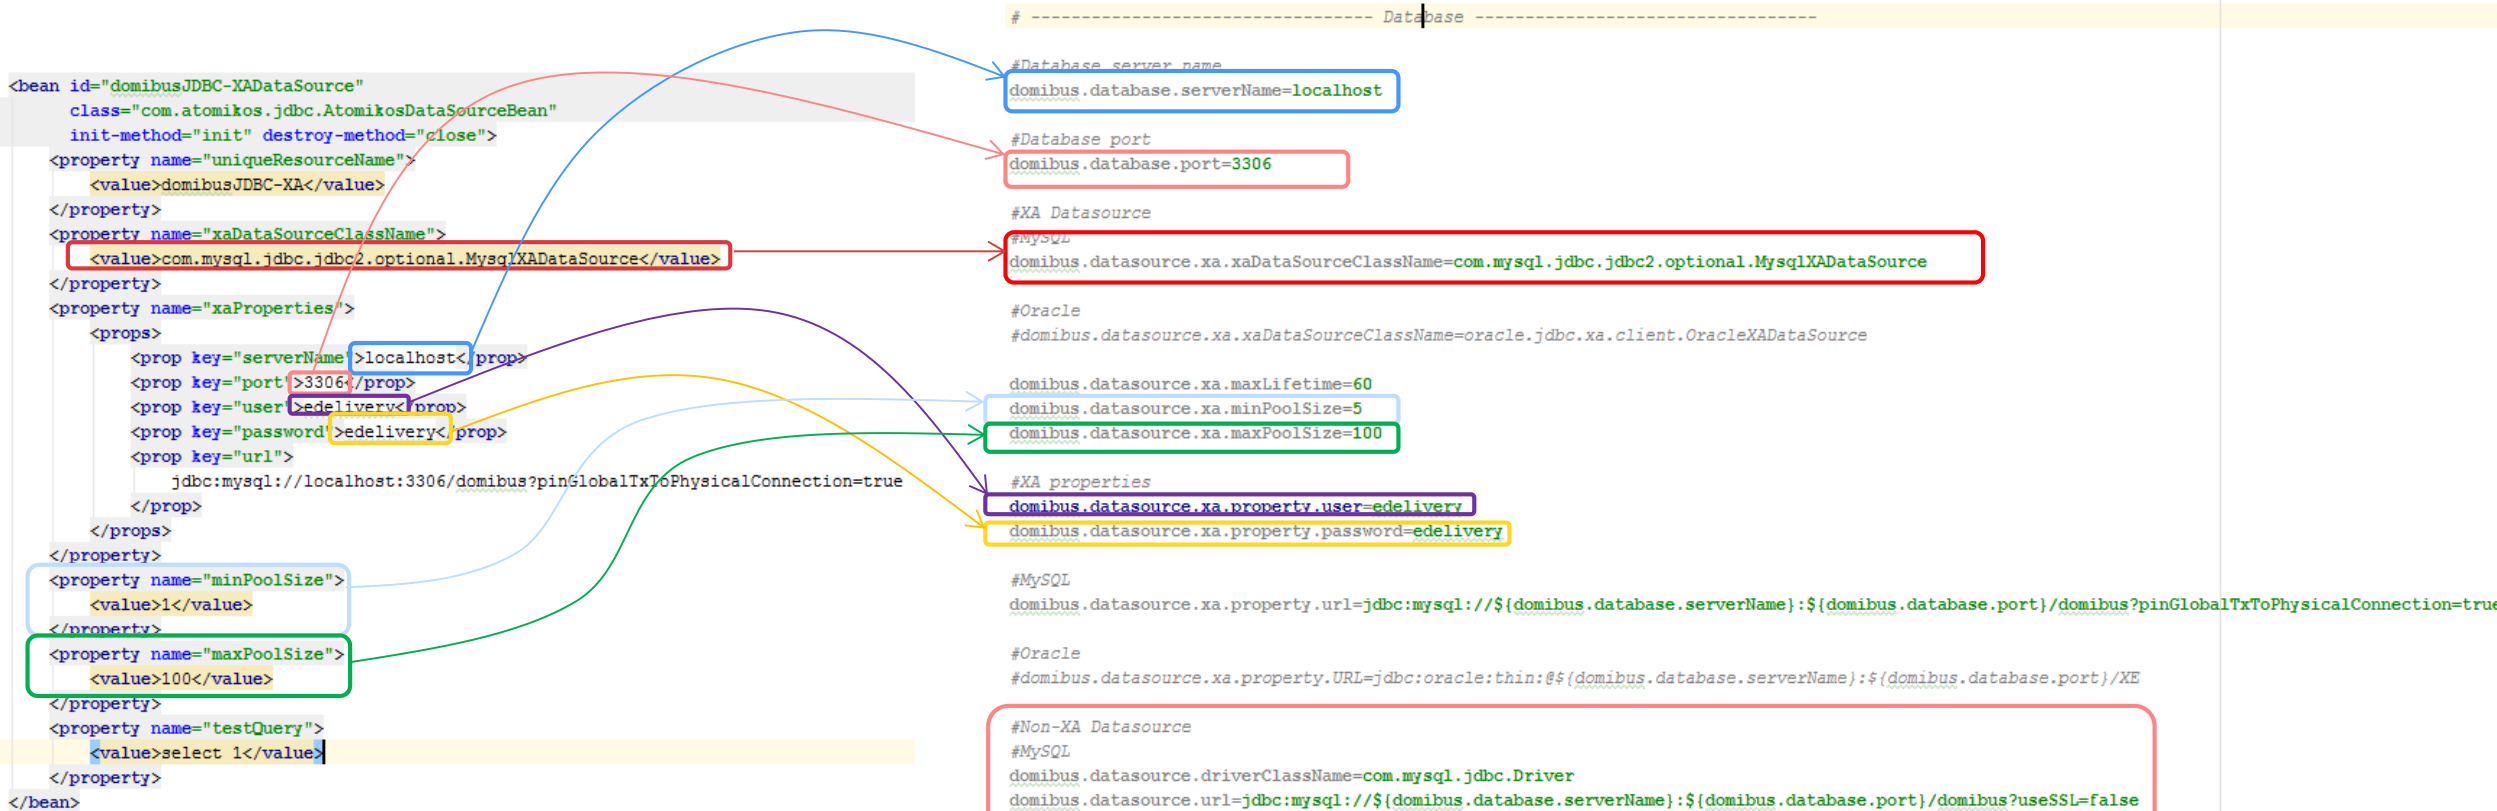 <bean id="domibusJDBC-XADataSource"
class="com.atomikos.jdbc.AtomikosDataSourceBean"
init-method="init" destroy-method="close">
<property name="uniqueResourceName">
<value>domibusJDBC-XA</value>
</property>
<property name="xaDataSourceClassName">
<value>com.mysql.jdbc.jdbc2.optional.MysqlXADataSource</value>
</property>
<property name="xaProperties">
<props>
<prop key="serverName">localhost</prop>
<prop key="port">3306</prop>
<prop key="user">edelivery</prop>
<prop key="password">edelivery</prop>
<prop key="url">
jdbc:mysql://localhost:3306/domibus?pinGlobalTxToPhysicalConnection=true
</prop>
</props>
</property>
<property name="minPoolSize">
<value>1</value>
</property>
<property name="maxPoolSize">
<value>100</value>
</property>
<property name="testQuery">
<value>select 1</value>
</property>
</bean>
# ---------------------------------- Database ----------------------------------
#Database server name
domibus.database.serverName=localhost
#Database port
domibus.database.port=3306
#XA Datasource
#MySQL
domibus.datasource.xa.xaDataSourceClassName=com.mysql.jdbc.jdbc2.optional.MysqlXADataSource
#Oracle
#domibus.datasource.xa.xaDataSourceClassName=oracle.jdbc.xa.client.OracleXADataSource
domibus.datasource.xa.maxLifetime=60
domibus.datasource.xa.minPoolSize=5
domibus.datasource.xa.maxPoolSize=100
#XA properties
domibus.datasource.xa.property.user=edelivery
domibus.datasource.xa.property.password=edelivery
#MySQL
domibus.datasource.xa.property.url=jdbc:mysql://${domibus.database.serverName}:${domibus.database.port}/domibus?pinGlobalTxToPhysicalConnection=true
#Oracle
#domibus.datasource.xa.property.URL=jdbc:oracle:thin:@${domibus.database.serverName}:${domibus.database.port}/XE
#Non-XA Datasource
#MySQL
domibus.datasource.driverClassName=com.mysql.jdbc.Driver
domibus.datasource.url=jdbc:mysql://${domibus.database.serverName}:${domibus.database.port}/domibus?useSSL=false